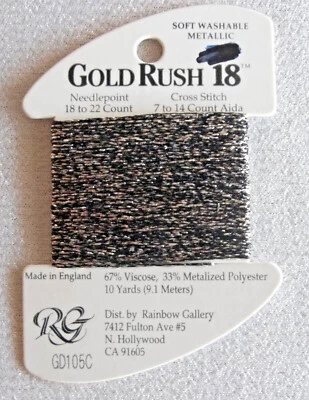 SOFT WASHABLE
METALLIC
GOLD RUSH 18™
Needlepoint Cross Stitch
18 to 22 Count 7 to 14 Count Aida
Made in England 67% Viscose, 33% Metalized Polyester
10 Yards (9.1 Meters)
RG
Dist. by Rainbow Gallery
7412 Fulton Ave #5
N. Hollywood
CA 91605
GD105C